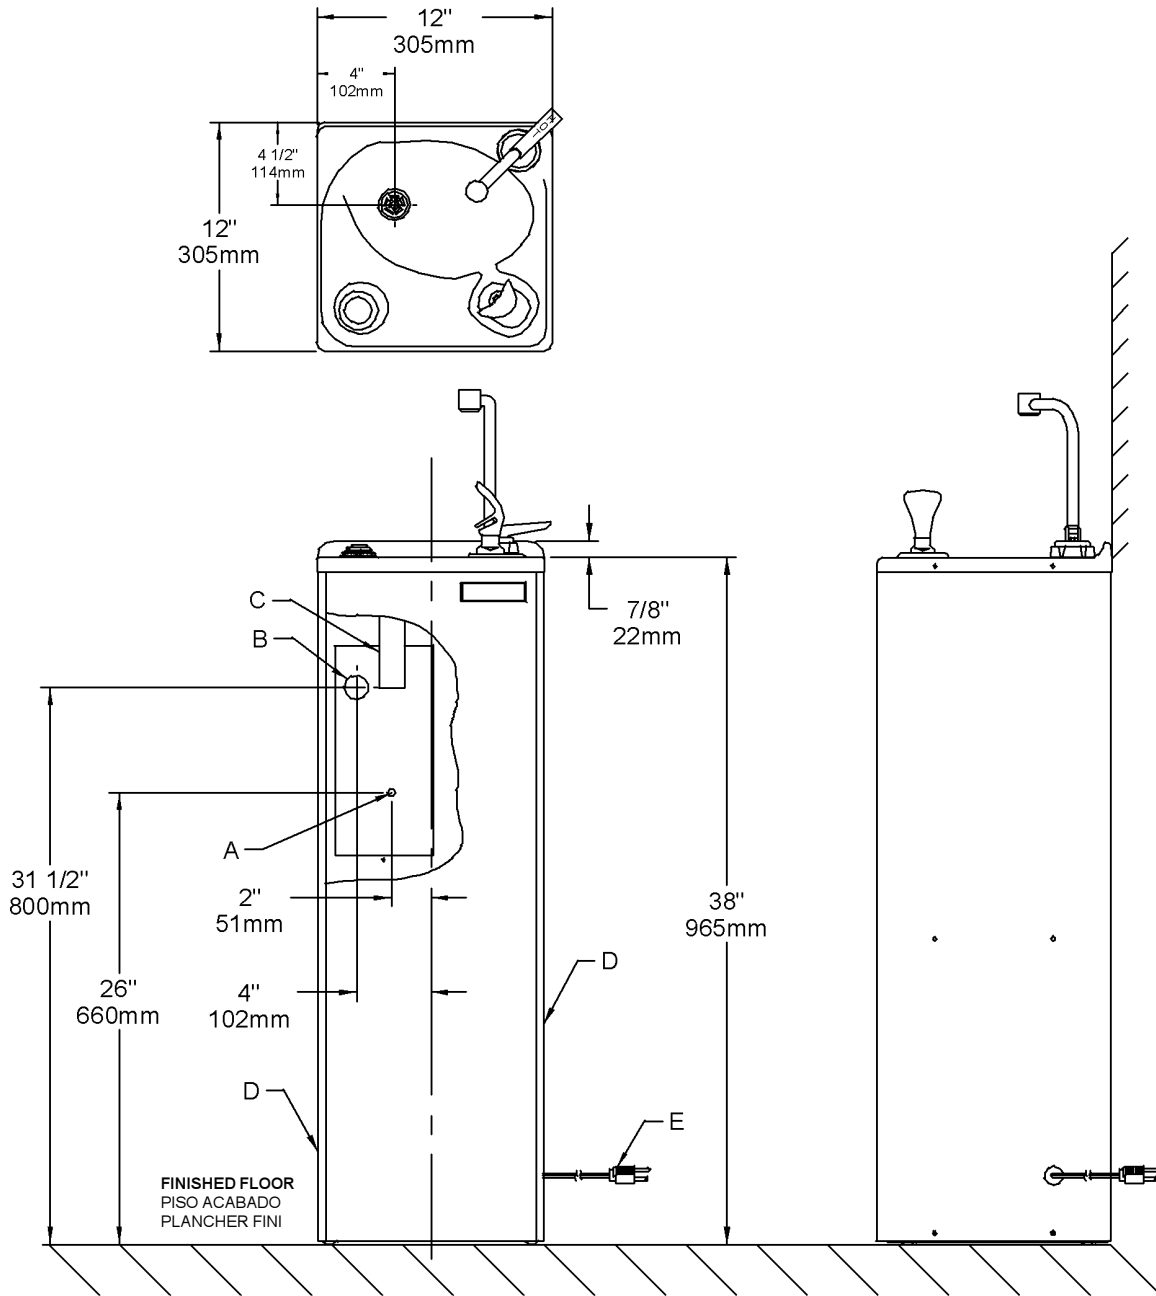 12"
305mm
4"
102mm
HOT
4 1/2"
114mm
12"
305mm
C
B
7/8"
22mm
A
31 1/2"
800mm
2"
51mm
38"
965mm
D
26"
660mm
4"
102mm
D
E
FINISHED FLOOR
PISO ACABADO
PLANCHER FINI